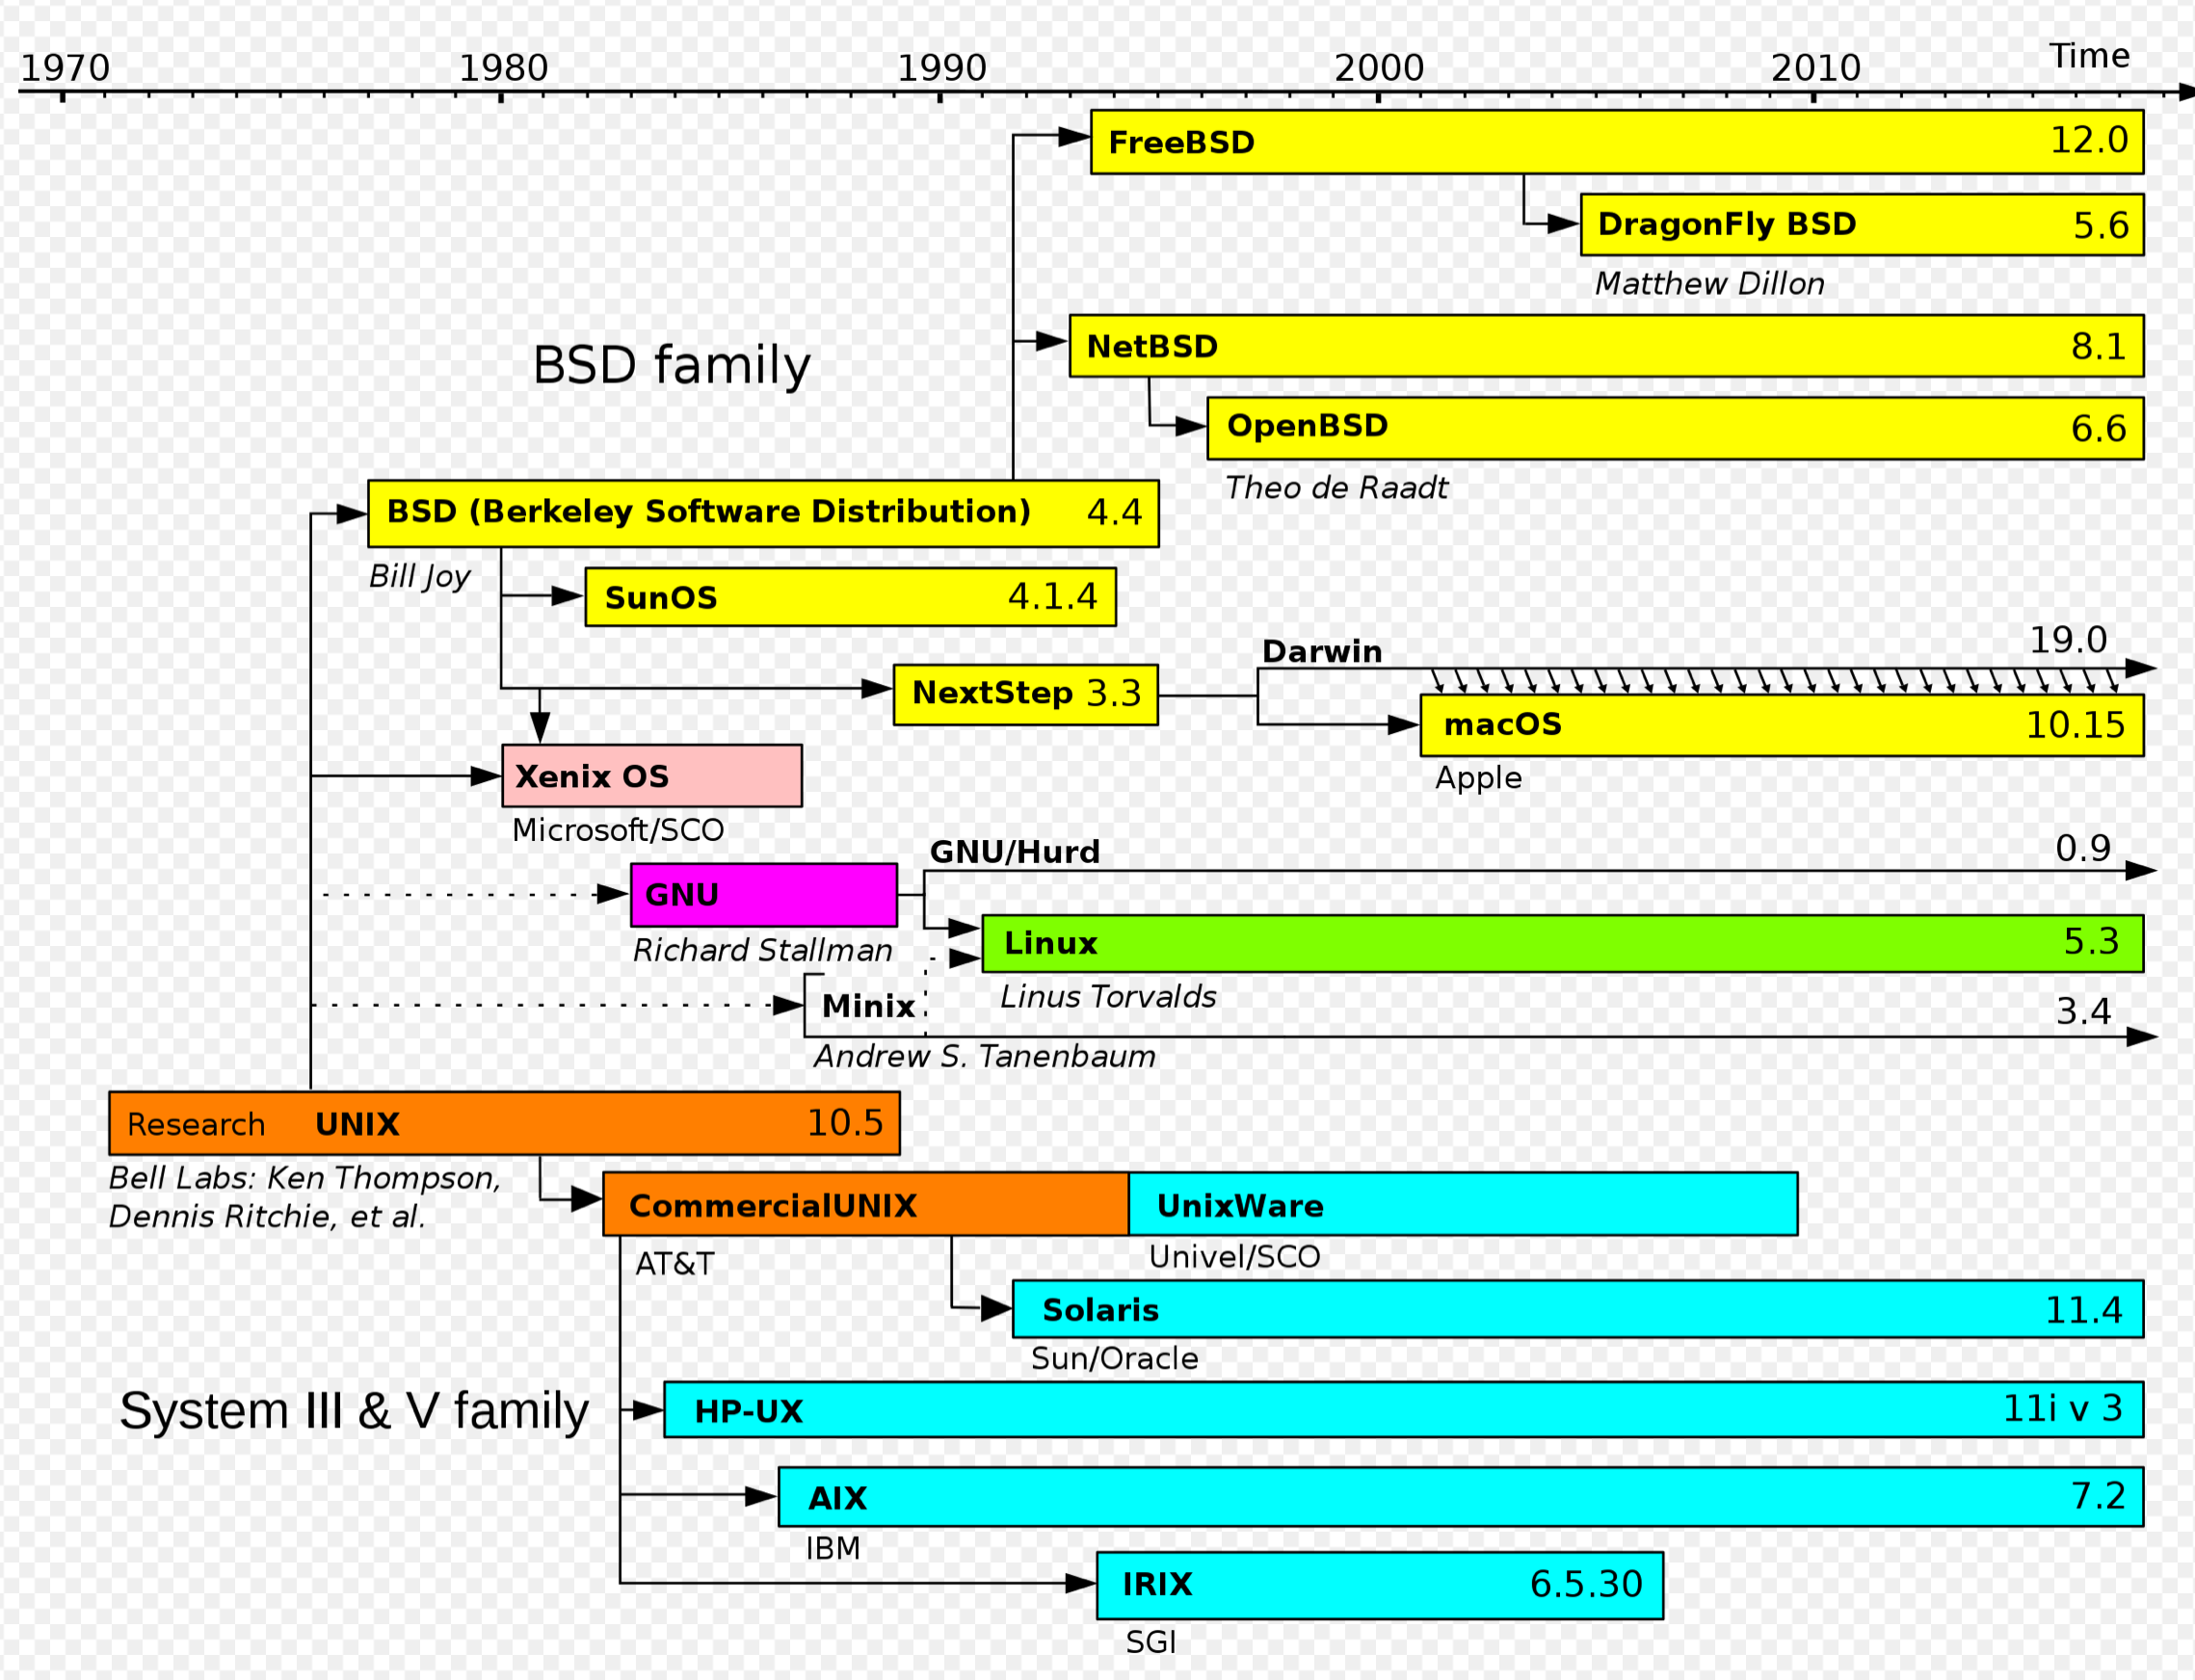 1970 1980 1990 2000 2010 Time
FreeBSD 12.0
DragonFly BSD 5.6
Matthew Dillon
NetBSD 8.1
BSD family
OpenBSD 6.6
Theo de Raadt
BSD (Berkeley Software Distribution) 4.4
Bill Joy
SunOS 4.1.4
Darwin 19.0
NextStep 3.3
macOS 10.15
Apple
Xenix OS
Microsoft/SCO
GNU/Hurd 0.9
GNU
Richard Stallman
Linux 5.3
Linus Torvalds
Minix 3.4
Andrew S. Tanenbaum
Research UNIX 10.5
Bell Labs: Ken Thompson,
Dennis Ritchie, et al.
CommercialUNIX UnixWare
AT&T Univel/SCO
Solaris 11.4
Sun/Oracle
System III & V family
HP-UX 11i v 3
AIX 7.2
IBM
IRIX 6.5.30
SGI